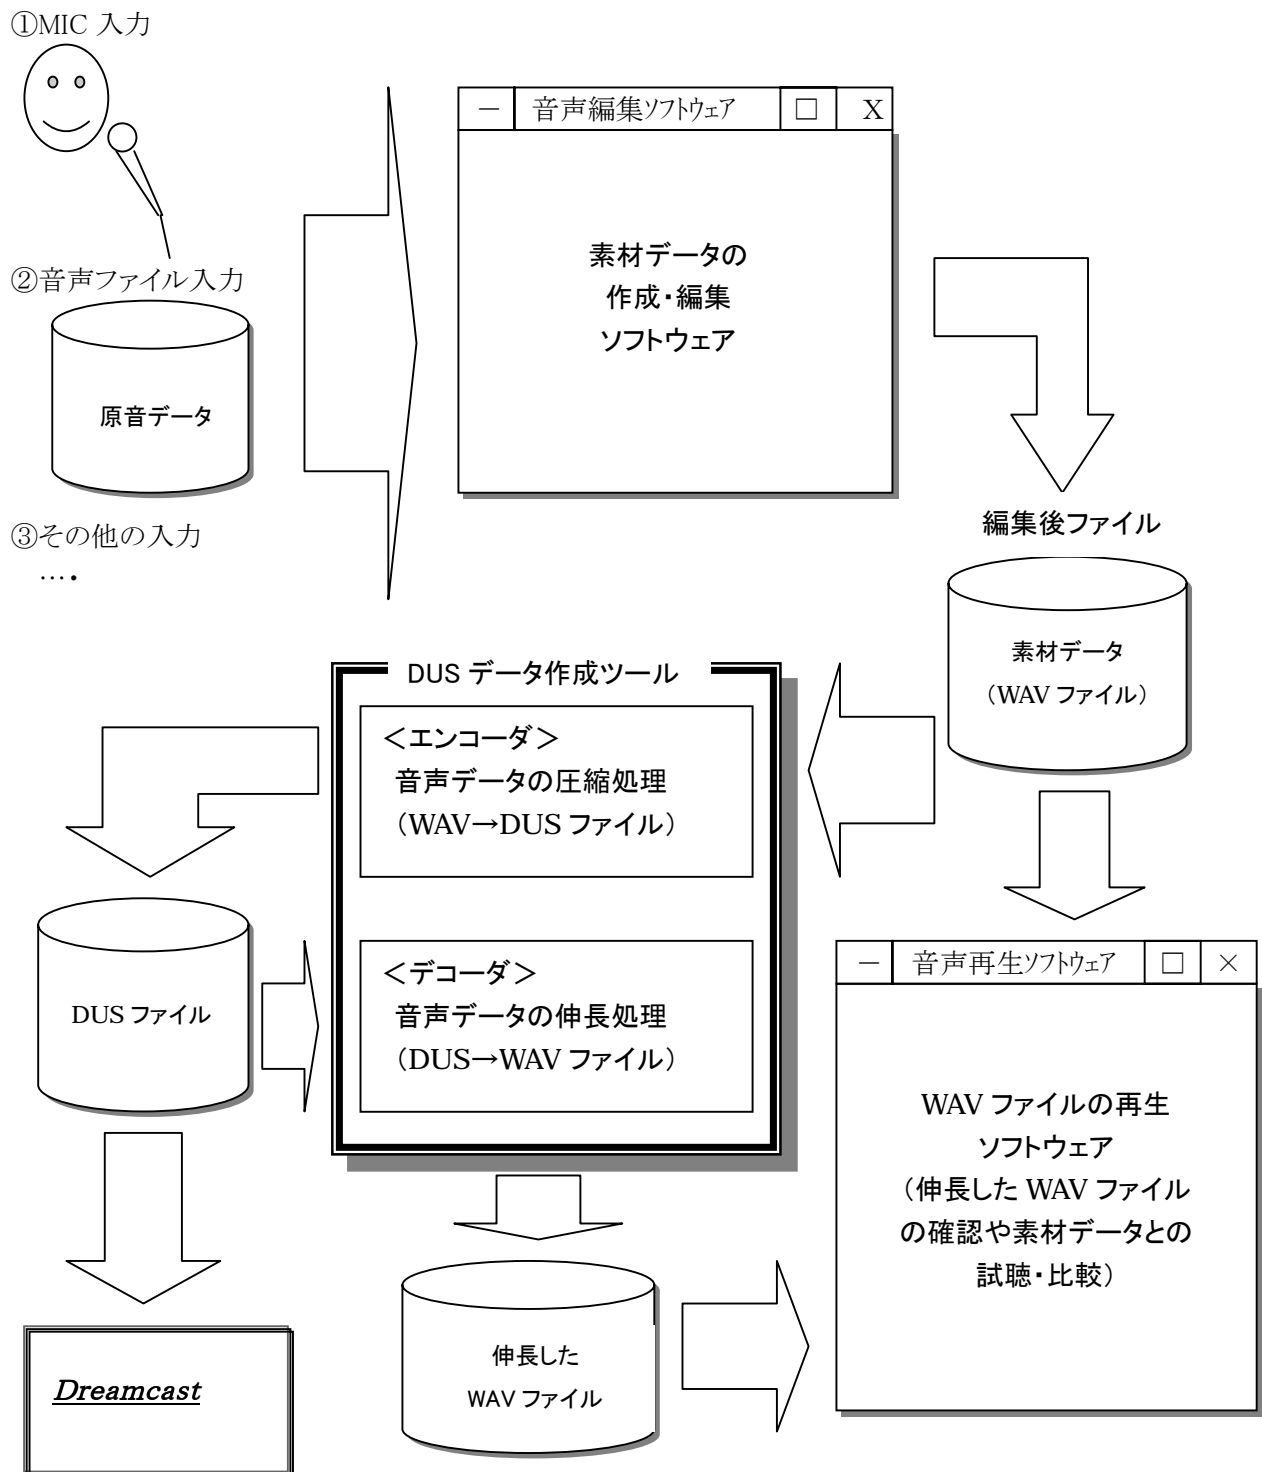 ①MIC 入力
②音声ファイル入力
原音データ
③その他の入力
…・
－ 音声編集ソフトウェア □ X
素材データの
作成・編集
ソフトウェア
編集後ファイル
素材データ
（WAV ファイル）
DUS データ作成ツール
＜エンコーダ＞
音声データの圧縮処理
（WAV→DUS ファイル）
＜デコーダ＞
音声データの伸長処理
（DUS→WAV ファイル）
DUS ファイル
－ 音声再生ソフトウェア □ ×
WAV ファイルの再生
ソフトウェア
（伸長した WAV ファイル
の確認や素材データとの
試聴・比較）
伸長した
WAV ファイル
Dreamcast